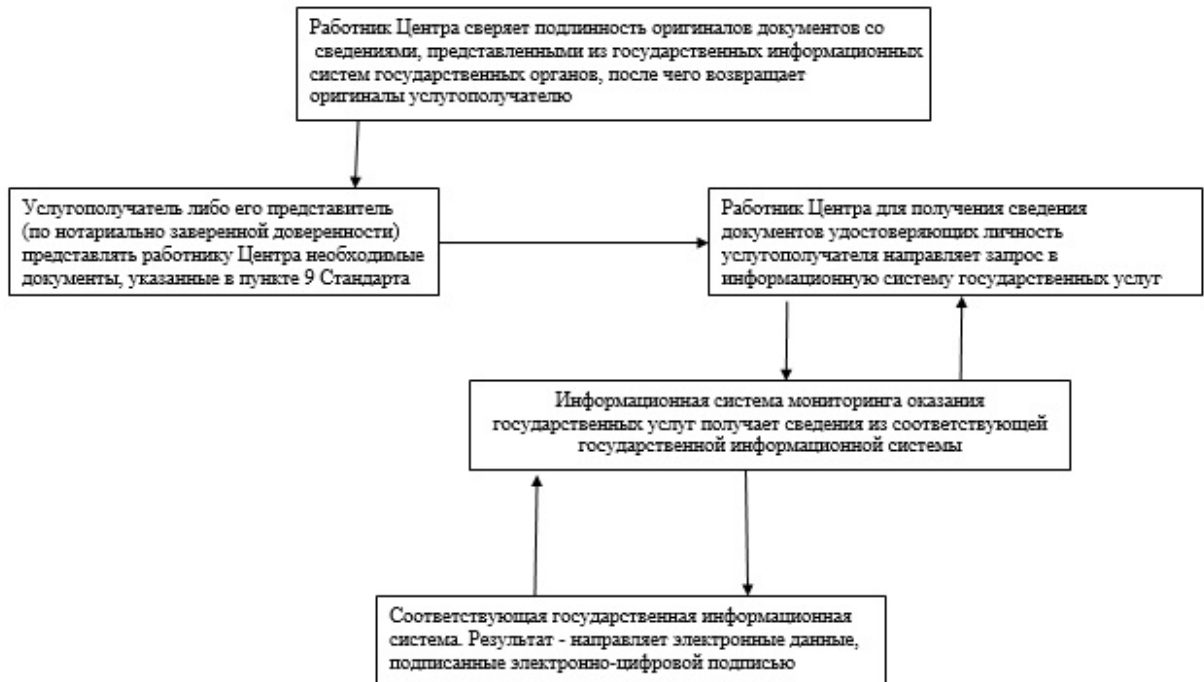 Работник Центра сверяет подлинность оригиналов документов со
сведениями, представленными из государственных информационных
систем государственных органов, после чего возвращает
оригиналы услугополучателю
Услугополучатель либо его представитель
(по нотариально заверенной доверенности)
представлять работнику Центра необходимые
документы, указанные в пункте 9 Стандарта
Работник Центра для получения сведения
документов удостоверяющих личность
услугополучателя направляет запрос в
информационную систему государственных услуг
Информационная система мониторинга оказания
государственных услуг получает сведения из соответствующей
государственной информационной системы
Соответствующая государственная информационная
система. Результат - направляет электронные данные,
подписанные электронно-цифровой подписью